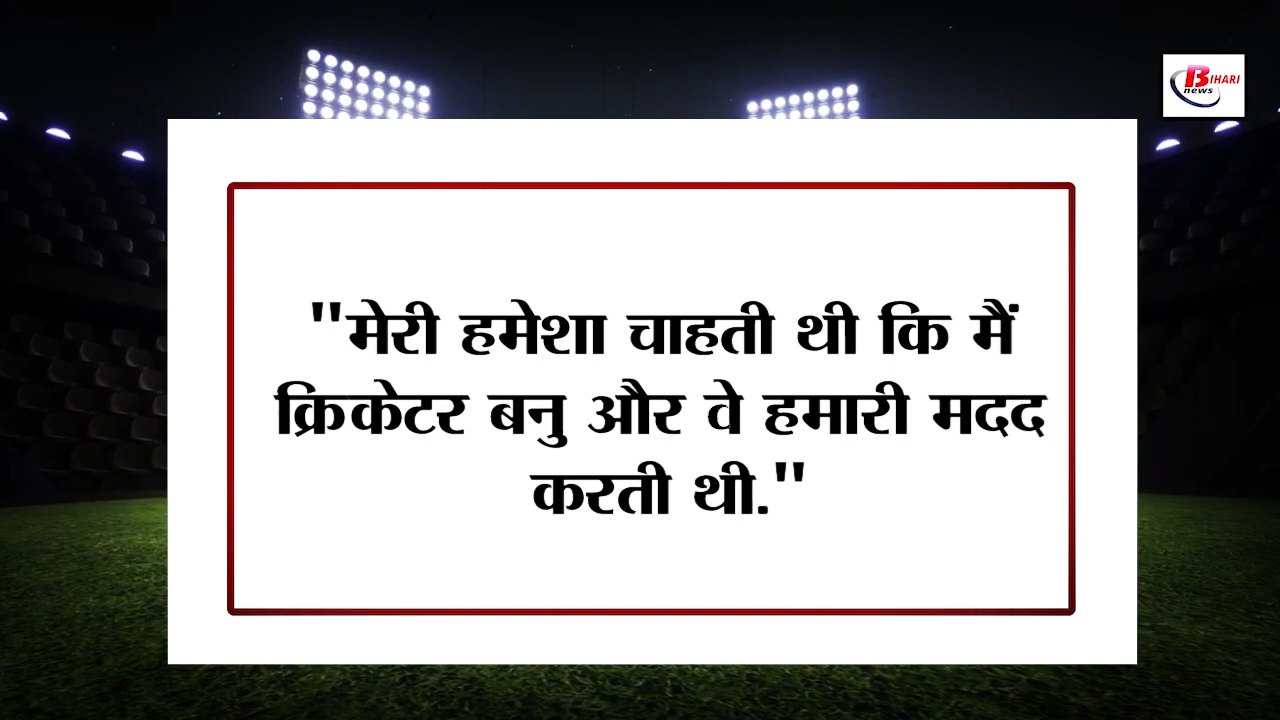 BIHARI
news
"मेरी हमेशा चाहती थी कि मैं
क्रिकेटर बनु और वे हमारी मदद
करती थी."